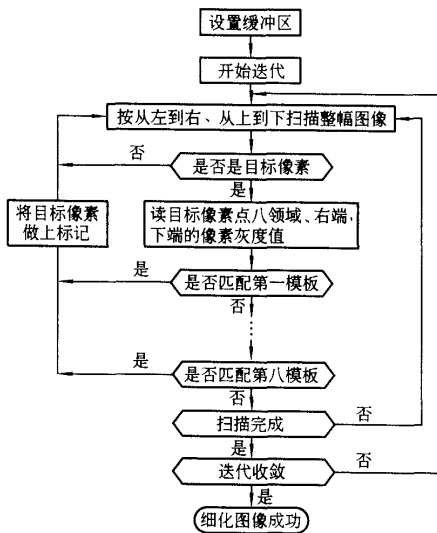 设置缓冲区
开始迭代
按从左到右、从上到下扫描整幅图像
否
是否是目标像素
是
将目标像素
做上标记
读目标像素点八领域、右端，
下端的像素灰度值
是
是否匹配第一模板
否
⋮
是
是否匹配第八模板
否
扫描完成
否
是
迭代收敛
否
是
细化图像成功